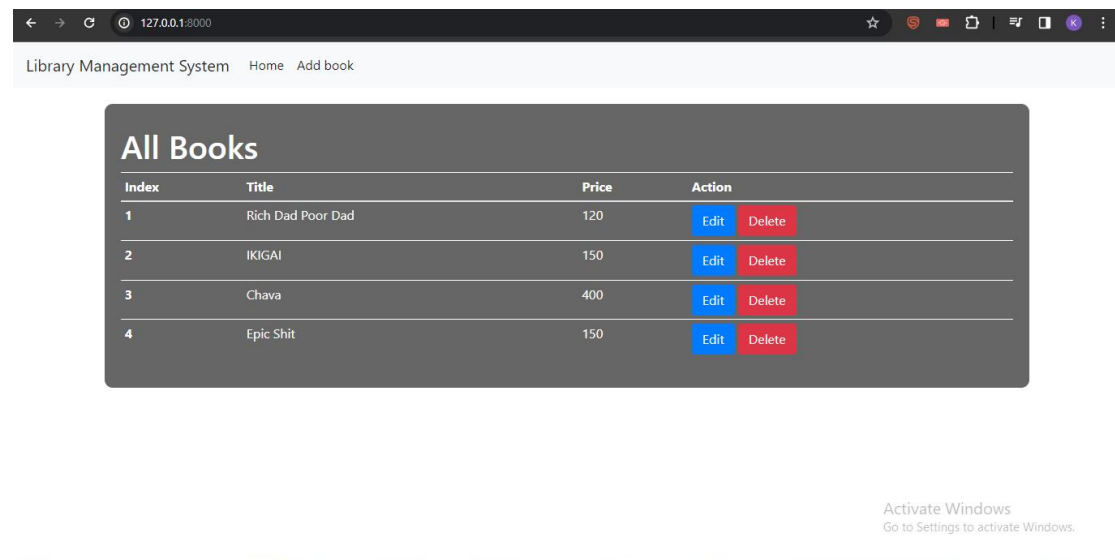 127.0.0.1:8000
K
Library Management System Home Add book
All Books
Index Title Price Action
1 Rich Dad Poor Dad 120 Edit Delete
2 IKIGAI 150 Edit Delete
3 Chava 400 Edit Delete
4 Epic Shit 150 Edit Delete
Activate Windows
Go to Settings to activate Windows.